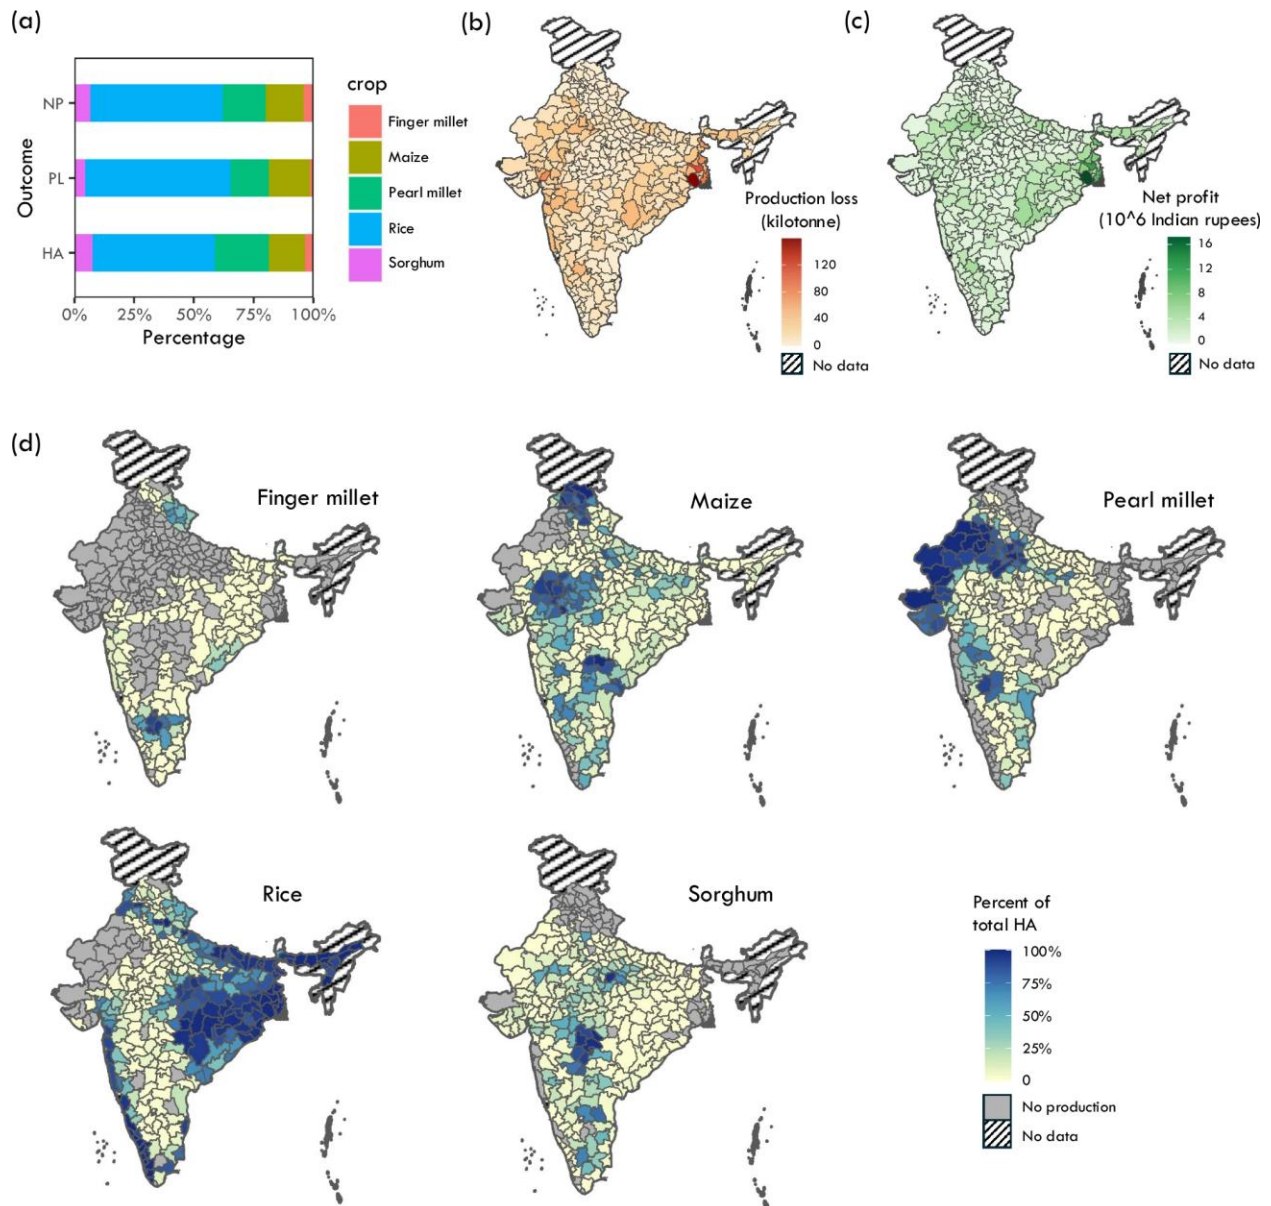 (a)
NP
PL
HA
Outcome
0% 25% 50% 75% 100%
Percentage
crop
Finger millet
Maize
Pearl millet
Rice
Sorghum
(b)
Production loss
(kilotonne)
120
80
40
0
No data
(c)
Net profit
(10^6 Indian rupees)
16
12
8
4
0
No data
(d)
Finger millet
Maize
Pearl millet
Rice
Sorghum
Percent of
total HA
100%
75%
50%
25%
0
No production
No data